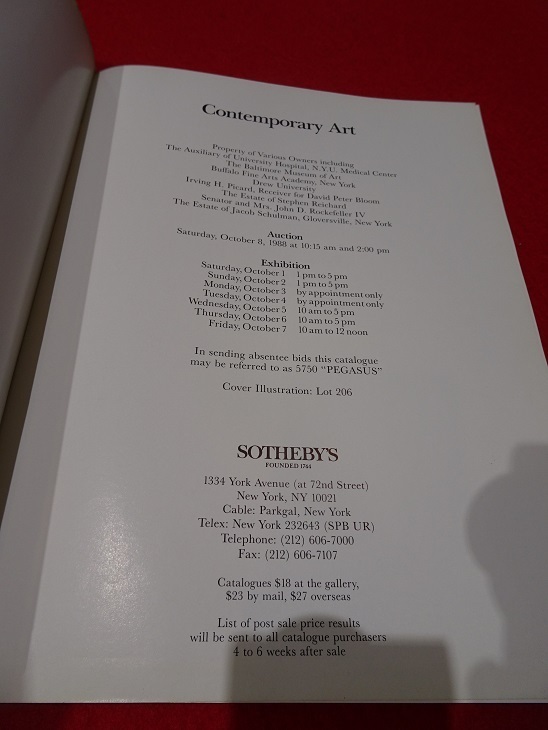 Contemporary Art
Property of Various Owners including
The Auxiliary of University Hospital, N.Y.U. Medical Center
The Baltimore Museum of Art
Buffalo Fine Arts Academy, New York
Drew University
Irving H. Picard, Receiver for David Peter Bloom
The Estate of Stephen Reichard
Senator and Mrs. John D. Rockefeller IV
The Estate of Jacob Schulman, Gloversville, New York
Auction
Saturday, October 8, 1988 at 10:15 am and 2:00 pm
Exhibition
Saturday, October 1 1 pm to 5 pm
Sunday, October 2 1 pm to 5 pm
Monday, October 3 by appointment only
Tuesday, October 4 by appointment only
Wednesday, October 5 10 am to 5 pm
Thursday, October 6 10 am to 5 pm
Friday, October 7 10 am to 12 noon
In sending absentee bids this catalogue
may be referred to as 5750 “PEGASUS”
Cover Illustration: Lot 206
SOTHEBY'S
FOUNDED 1744
1334 York Avenue (at 72nd Street)
New York, NY 10021
Cable: Parkgal, New York
Telex: New York 232643 (SPB UR)
Telephone: (212) 606-7000
Fax: (212) 606-7107
Catalogues $18 at the gallery,
$23 by mail, $27 overseas
List of post sale price results
will be sent to all catalogue purchasers
4 to 6 weeks after sale